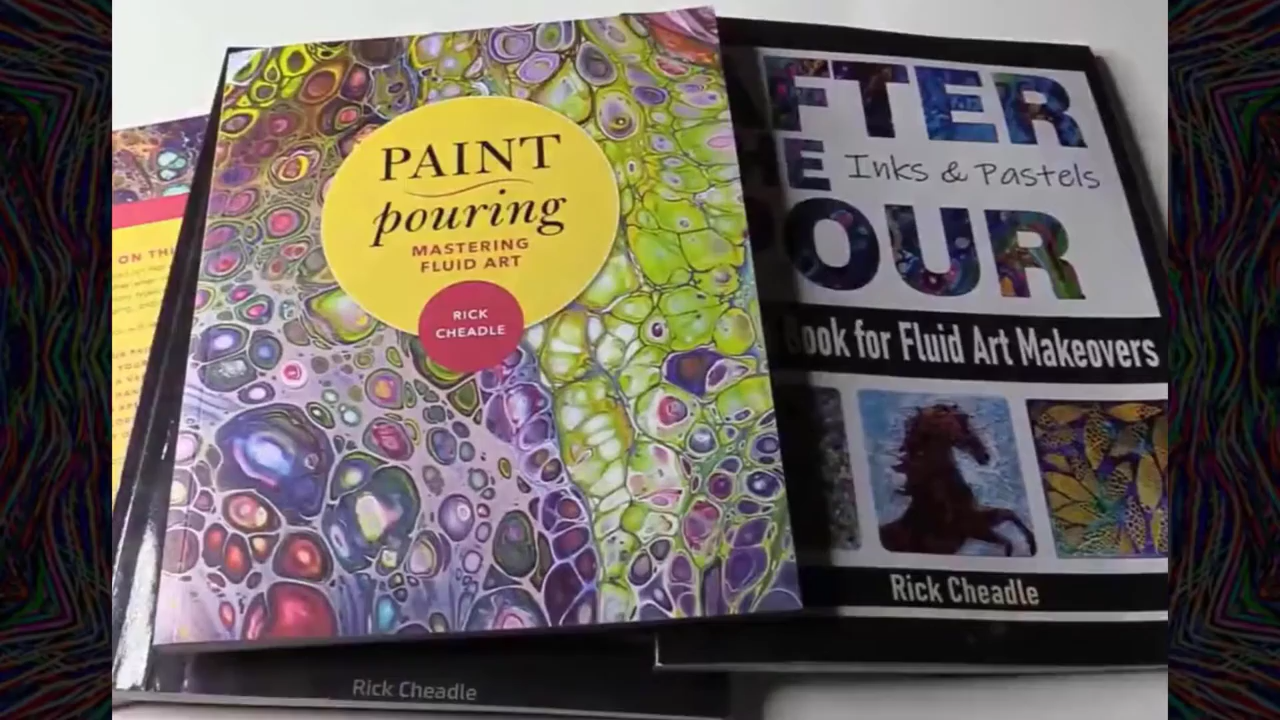 PAINT
pouring
MASTERING
FLUID ART
RICK
CHEADLE
FTER
E Inks & Pastels
OUR
Book for Fluid Art Makeovers
Rick Cheadle
Rick Cheadle
ON THI